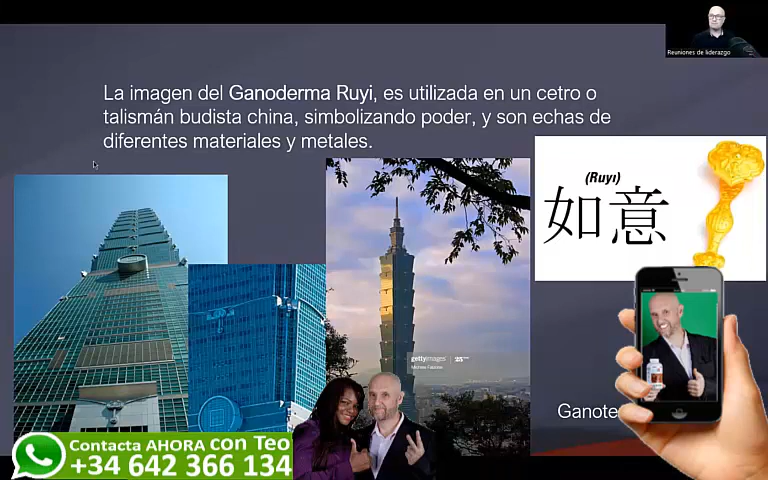 Reuniones de liderazgo
La imagen del Ganoderma Ruyi, es utilizada en un cetro o
talismán budista china, simbolizando poder, y son echas de
diferentes materiales y metales.
(Ruyi)
如意
gettyimages
Ganote
Contacta AHORA con Teo
+34 642 366 134